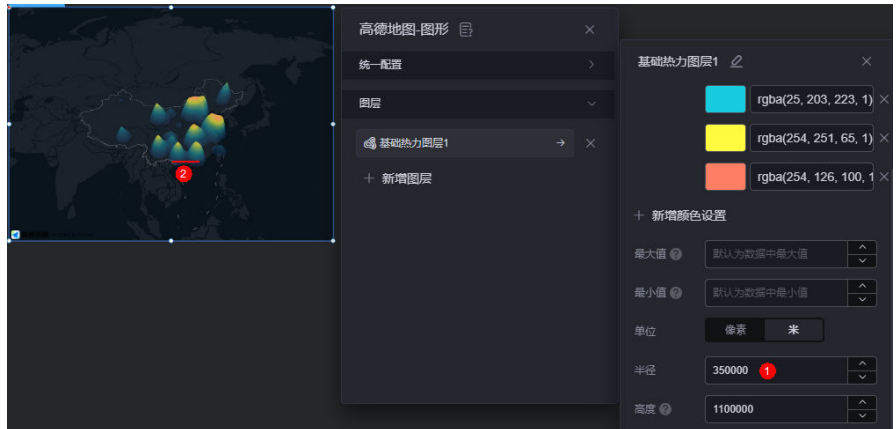 高德地图-图形
统一配置
图层
基础热力图层1
新增图层
2
基础热力图层1
rgba(25, 203, 223, 1)
rgba(254, 251, 65, 1)
rgba(254, 126, 100, 1
新增颜色设置
最大值
默认为数据中最大值
最小值
默认为数据中最小值
单位
像素
米
半径
350000
1
高度
1100000